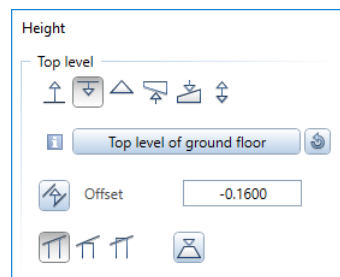 Height
Top level
Top level of ground floor
Offset
-0.1600